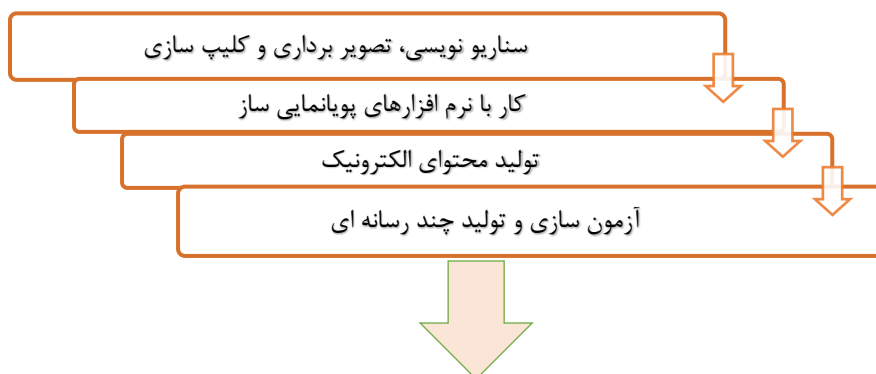 سناریو نویسی، تصویر برداری و کلیپ سازی
کار با نرم افزارهای پویانمایی ساز
تولید محتوای الکترونیک
آزمون سازی و تولید چند رسانه ای